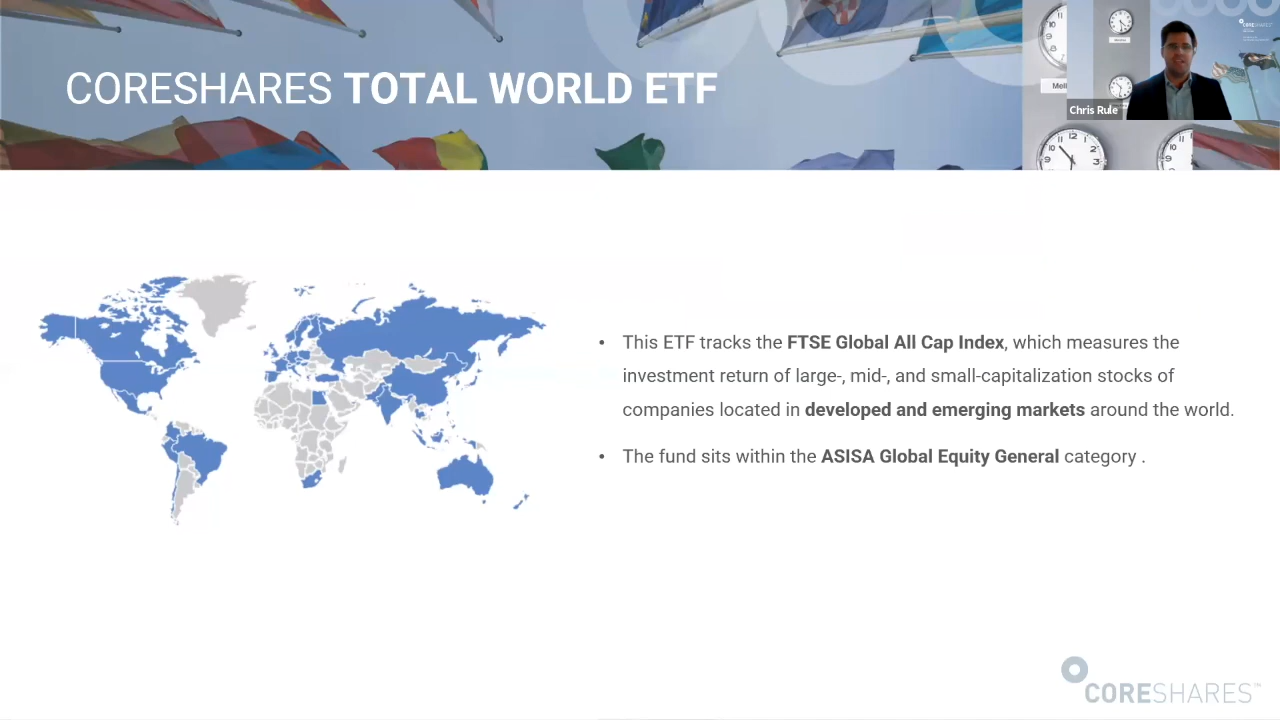 CORESHARES TOTAL WORLD ETF
Chris Rule
• This ETF tracks the FTSE Global All Cap Index, which measures the
investment return of large-, mid-, and small-capitalization stocks of
companies located in developed and emerging markets around the world.
• The fund sits within the ASISA Global Equity General category .
CORESHARES™